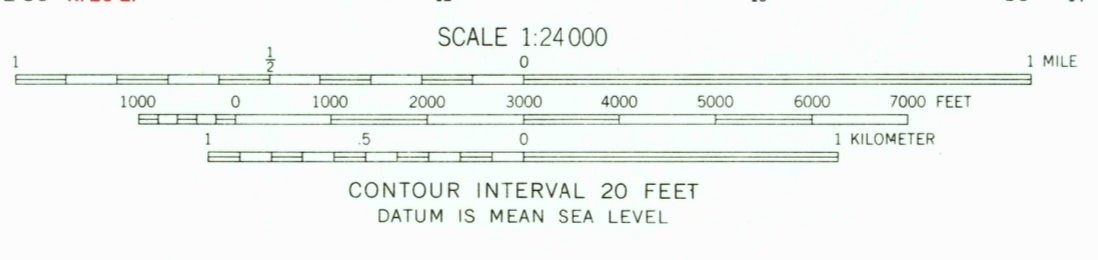 SCALE 1:24000
1 1/2 0 1 MILE
1000 0 1000 2000 3000 4000 5000 6000 7000 FEET
1 .5 0 1 KILOMETER
CONTOUR INTERVAL 20 FEET
DATUM IS MEAN SEA LEVEL